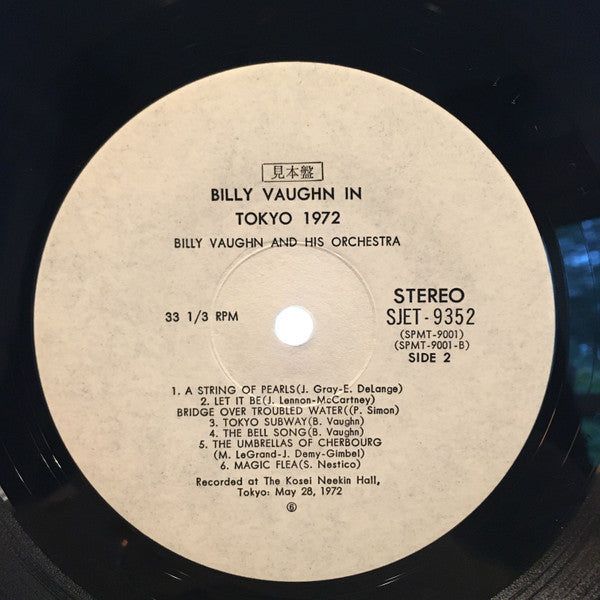 見本盤
BILLY VAUGHN IN
TOKYO 1972
BILLY VAUGHN AND HIS ORCHESTRA
33 1/3 RPM
STEREO
SJET-9352
(SPMT-9001)
(SPMT-9001-B)
SIDE 2
1. A STRING OF PEARLS(J. Gray-E. DeLange)
2. LET IT BE(J. Lennon-McCartney)
BRIDGE OVER TROUBLED WATER((P. Simon)
3. TOKYO SUBWAY(B. Vaughn)
4. THE BELL SONG(B. Vaughn)
5. THE UMBRELLAS OF CHERBOURG
(M. LeGrand-J. Demy-Gimbel)
6. MAGIC FLEA(S. Nestico)
Recorded at The Kosei Neekin Hall,
Tokyo: May 28, 1972
⑥